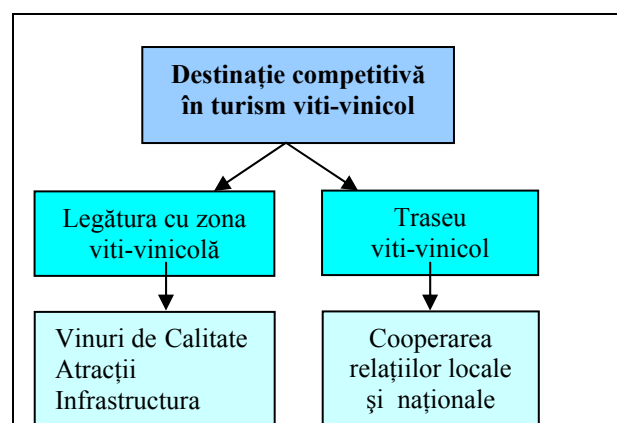 Destinație competitivă
în turism viti-vinicol
Legătura cu zona
viti-vinicolă
Traseu
viti-vinicol
Vinuri de Calitate
Atracții
Infrastructura
Cooperarea
relațiilor locale
şi naționale